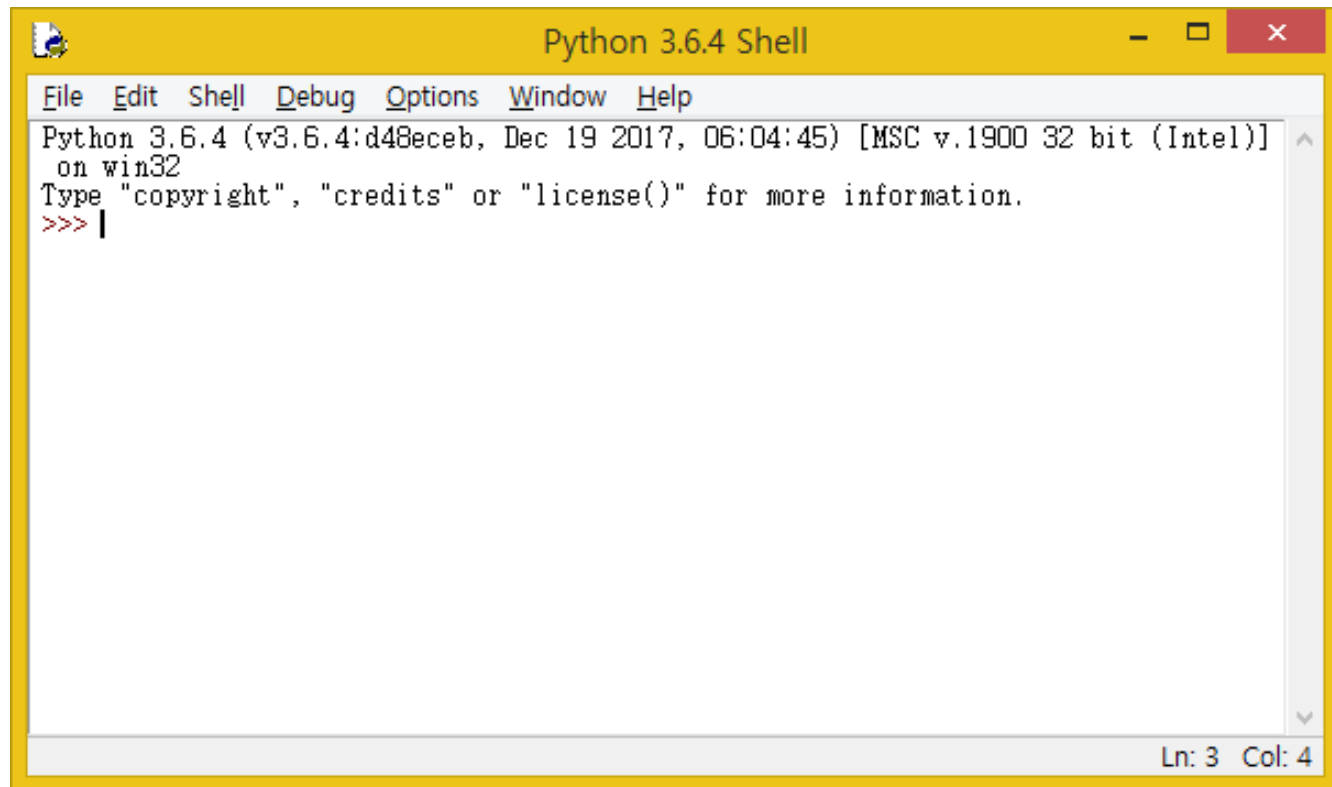 Python 3.6.4 Shell
File Edit Shell Debug Options Window Help
Python 3.6.4 (v3.6.4:d48eceb, Dec 19 2017, 06:04:45) [MSC v.1900 32 bit (Intel)]
on win32
Type "copyright", "credits" or "license()" for more information.
>>>
Ln: 3 Col: 4